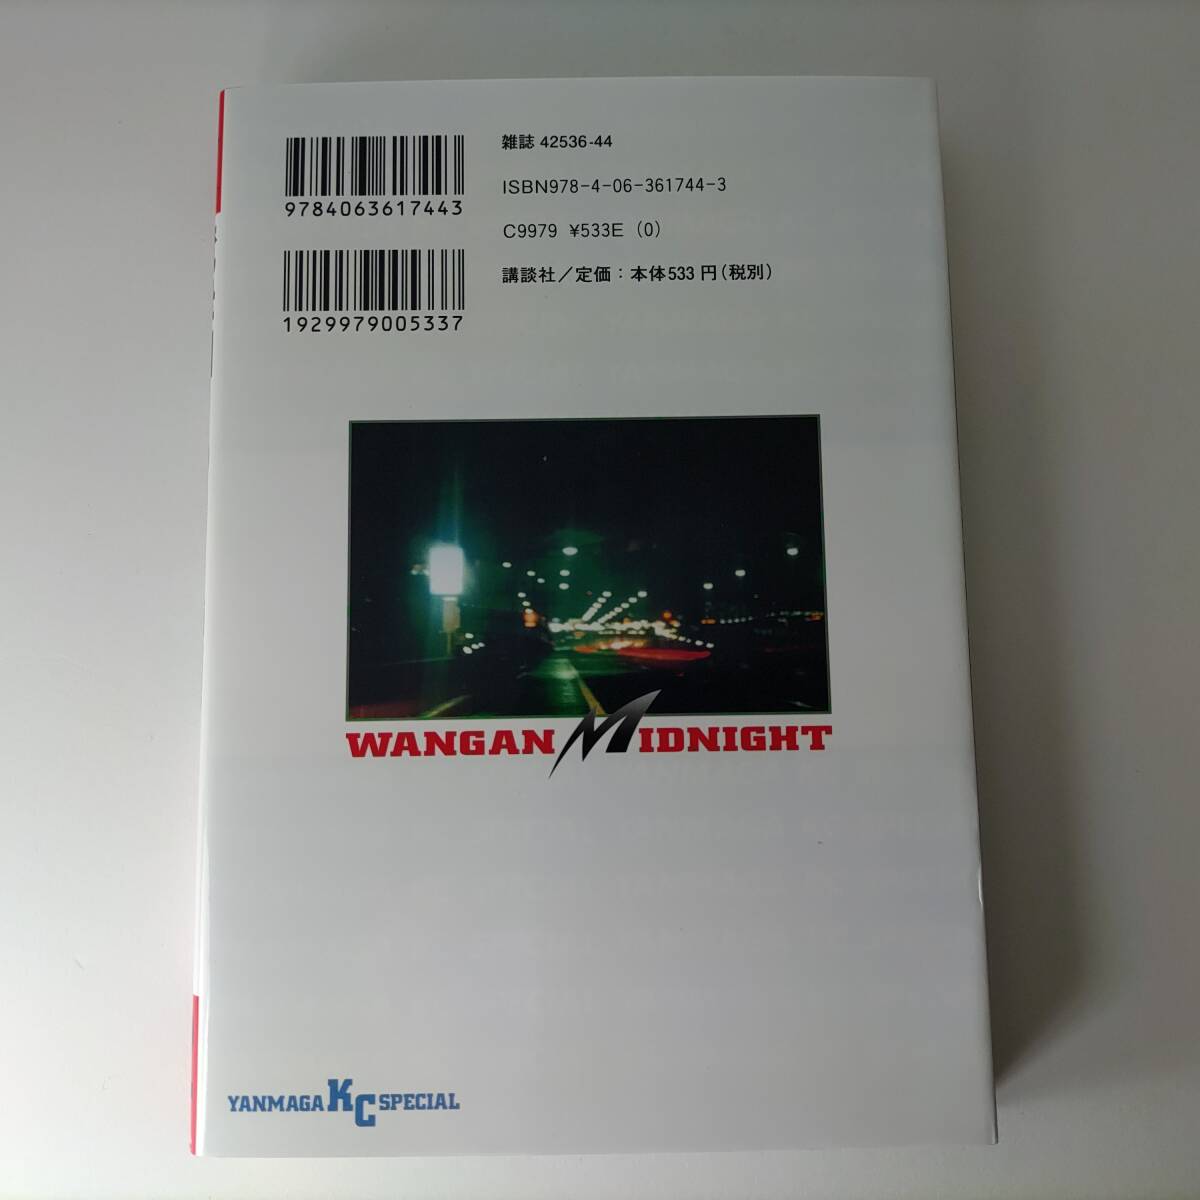 雑誌 42536-44
9784063617443
ISBN978-4-06-361744-3
C9979 ¥533E (0)
1929979005337
講談社／定価：本体533円（税別）
WANGAN MIDNIGHT
YANMAGA KC SPECIAL